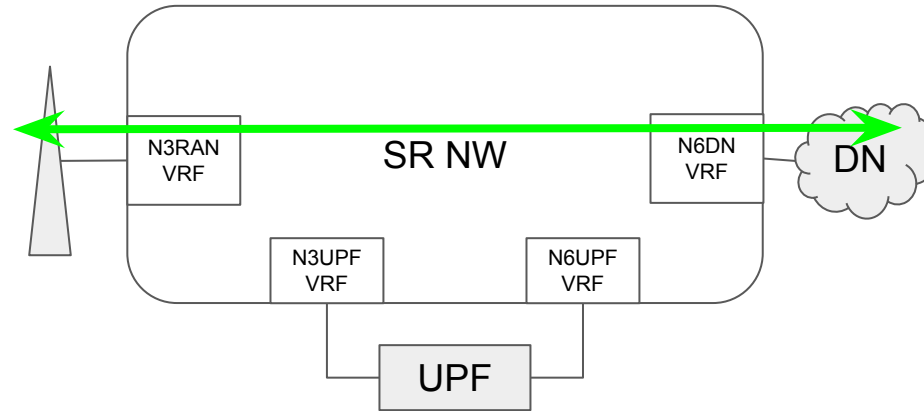 N3RAN
VRF
SR NW
N6DN
VRF
DN
N3UPF
VRF
N6UPF
VRF
UPF